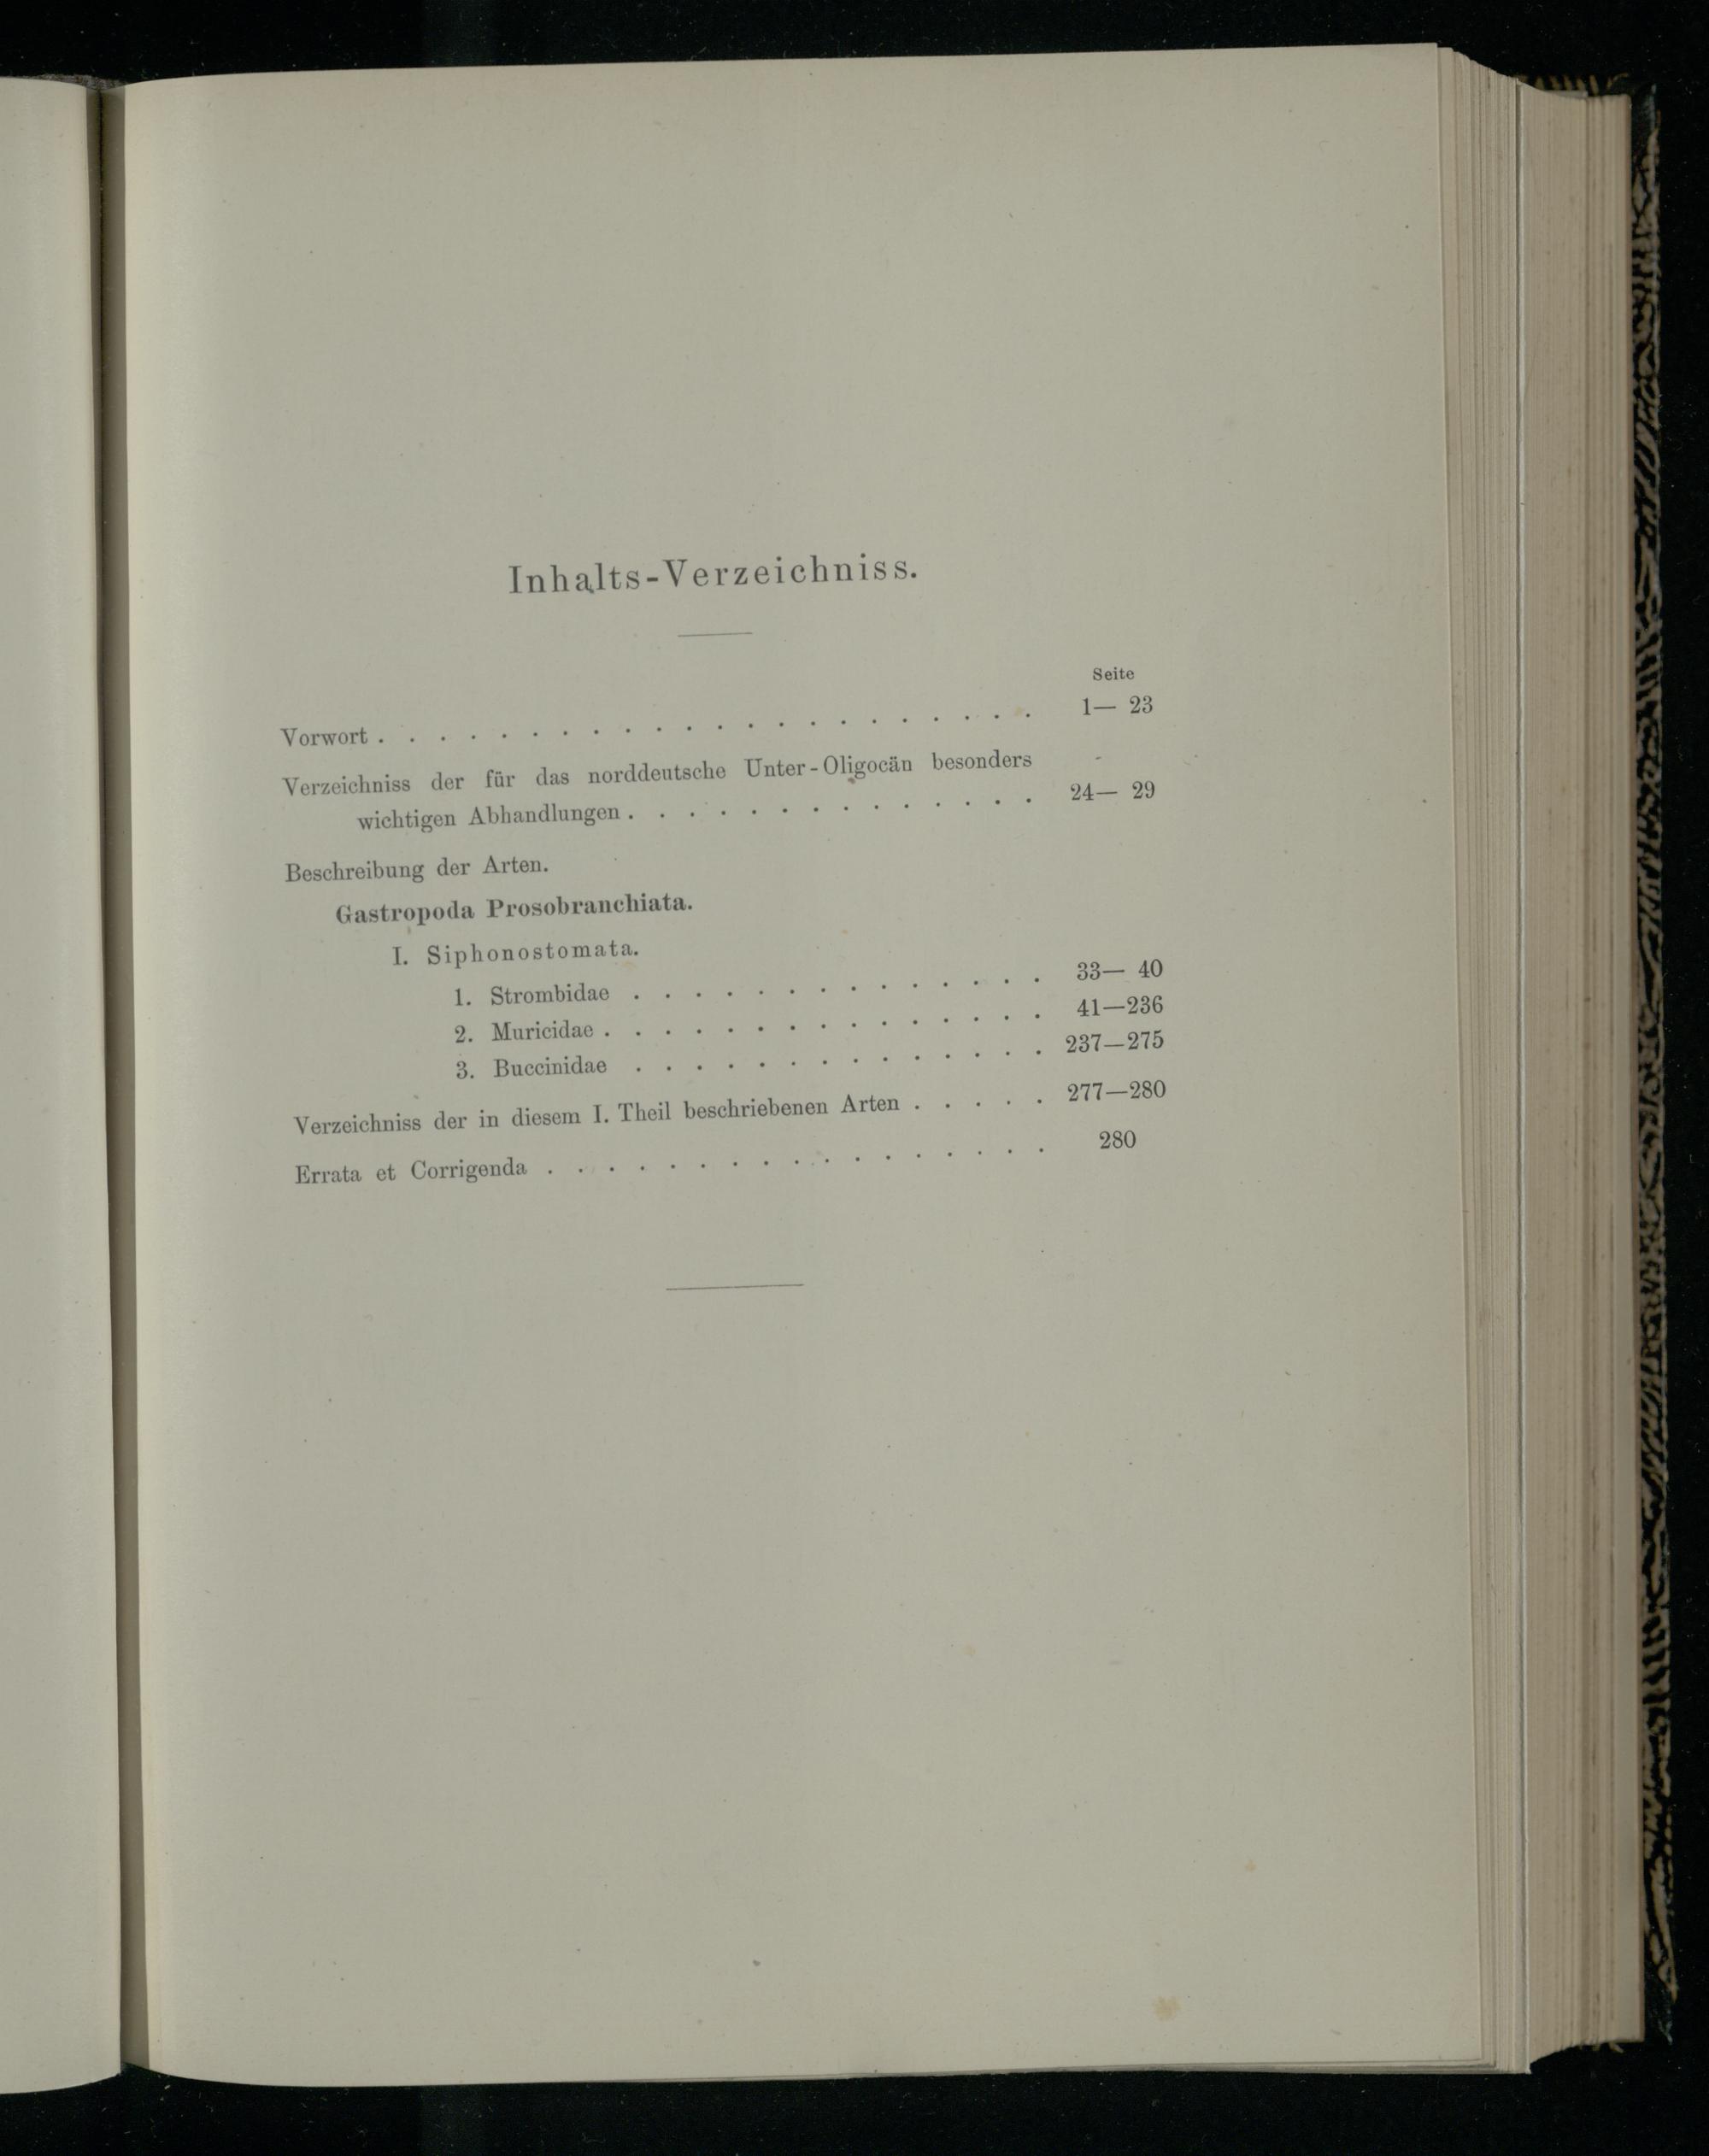 Inhalts-Verzeichniss.
Seite
Vorwort . . . . . . . . . . . . . . . . . . . . . . 1— 23
Verzeichniss der für das norddeutsche Unter-Oligocän besonders
wichtigen Abhandlungen . . . . . . . . . . . . . . 24— 29
Beschreibung der Arten.
Gastropoda Prosobranchiata.
I. Siphonostomata.
1. Strombidae . . . . . . . . . . . . . . 33— 40
2. Muricidae . . . . . . . . . . . . . . . 41—236
3. Buccinidae . . . . . . . . . . . . . . 237—275
Verzeichniss der in diesem I. Theil beschriebenen Arten . . . . . 277—280
Errata et Corrigenda . . . . . . . . . . . . . . . . . 280